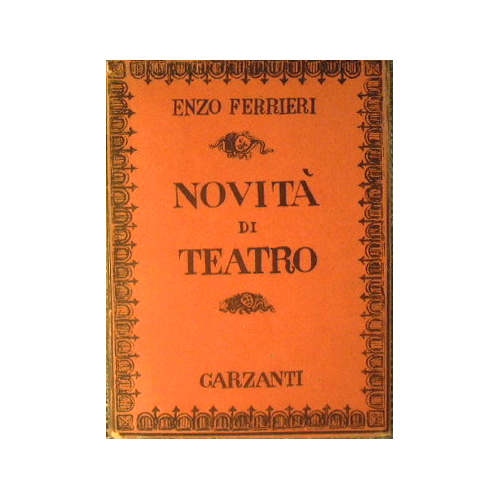 ENZO FERRIERI
NOVITÀ
DI
TEATRO
GARZANTI